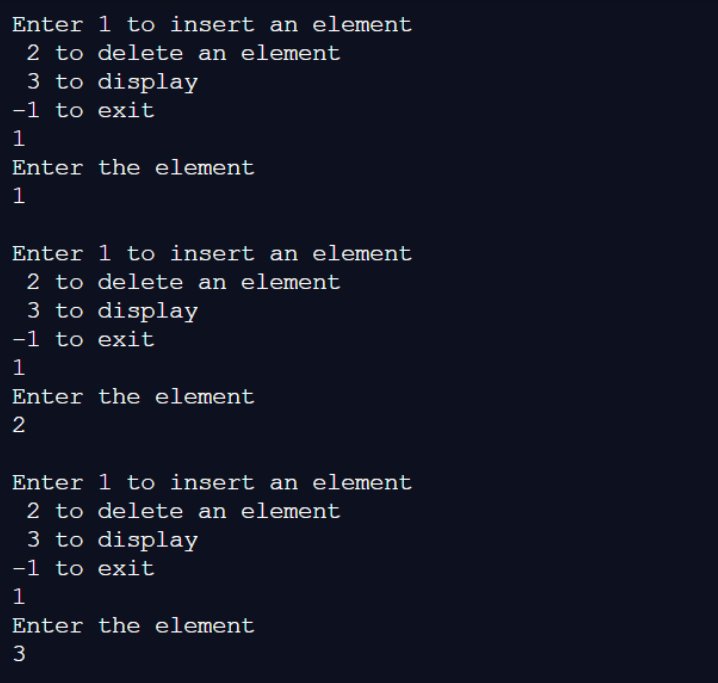 Enter 1 to insert an element
2 to delete an element
3 to display
-1 to exit
1
Enter the element
1
Enter 1 to insert an element
2 to delete an element
3 to display
-1 to exit
1
Enter the element
2
Enter 1 to insert an element
2 to delete an element
3 to display
-1 to exit
1
Enter the element
3